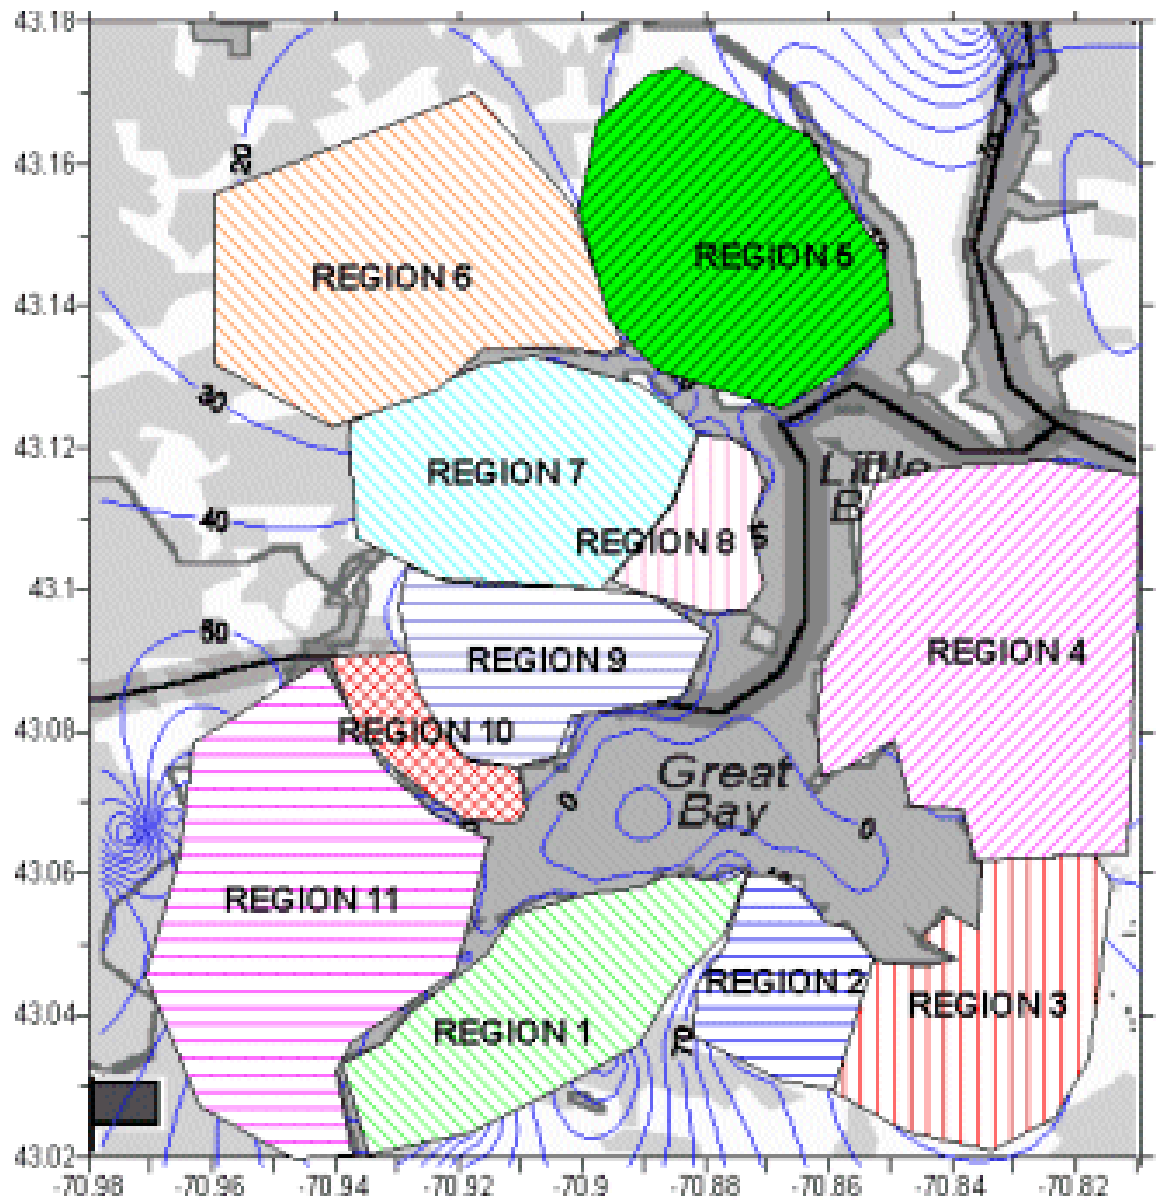 43.18
20
43.16
REGION 5
REGION 6
43.14
30
43.12
Little
B
REGION 7
40
REGION 8
43.1
50
REGION 9
REGION 4
43.08
REGION 10
Great
Bay
0
0
43.06
REGION 11
REGION 2
REGION 3
43.04
REGION 1
70
43.02
-70.98 -70.96 -70.94 -70.92 -70.9 -70.88 -70.86 -70.84 -70.82